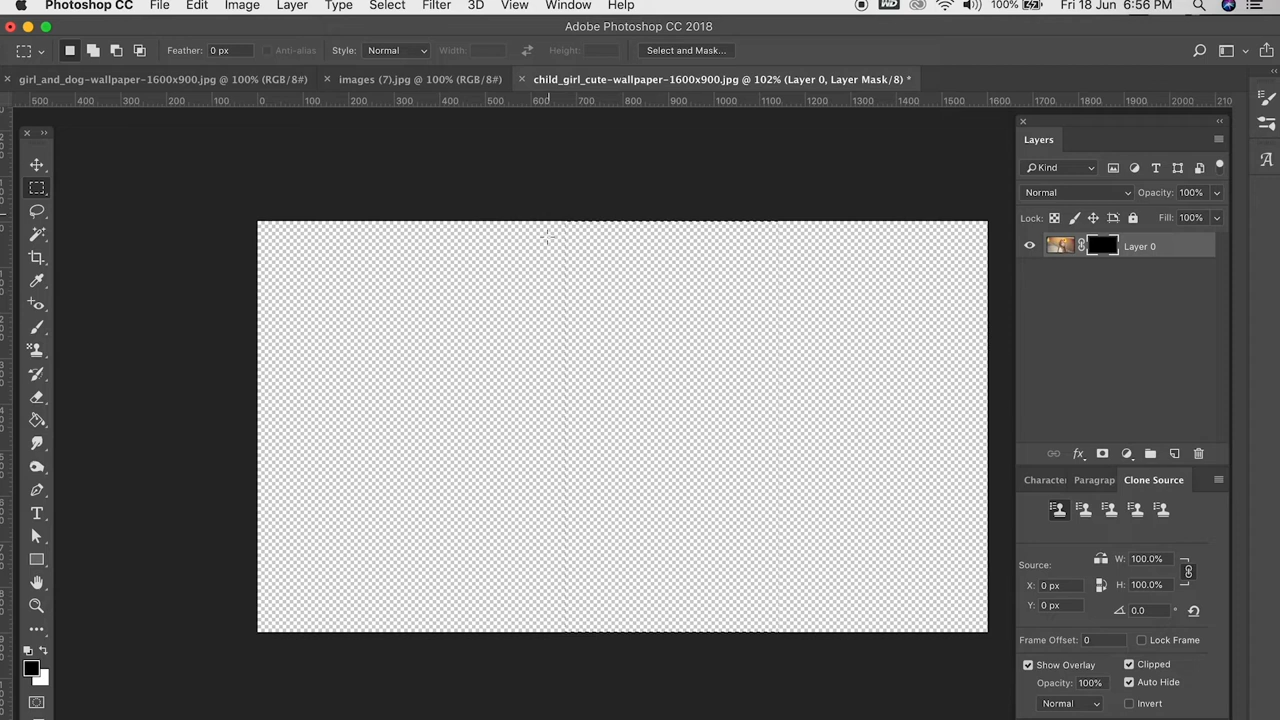 Photoshop CC File Edit Image Layer Type Select Filter 3D View Window Help 100% Fri 18 Jun 6:56 PM
Adobe Photoshop CC 2018
Feather: 0 px Anti-alias Style: Normal Width: Height: Select and Mask...
girl_and_dog-wallpaper-1600x900.jpg @ 100% (RGB/8#) images (7).jpg @ 100% (RGB/8#) child_girl_cute-wallpaper-1600x900.jpg @ 102% (Layer 0, Layer Mask/8) *
500 400 300 200 100 0 100 200 300 400 500 600 700 800 900 1000 1100 1200 1300 1400 1500 1600 1700 1800 1900 2000 210
Layers
Kind
Normal Opacity: 100%
Lock: Fill: 100%
Layer 0
fx
Character Paragrap Clone Source
Source: W: 100.0%
X: 0 px H: 100.0%
Y: 0 px 0.0 °
Frame Offset: 0 Lock Frame
Show Overlay Clipped
Opacity: 100% Auto Hide
Normal Invert